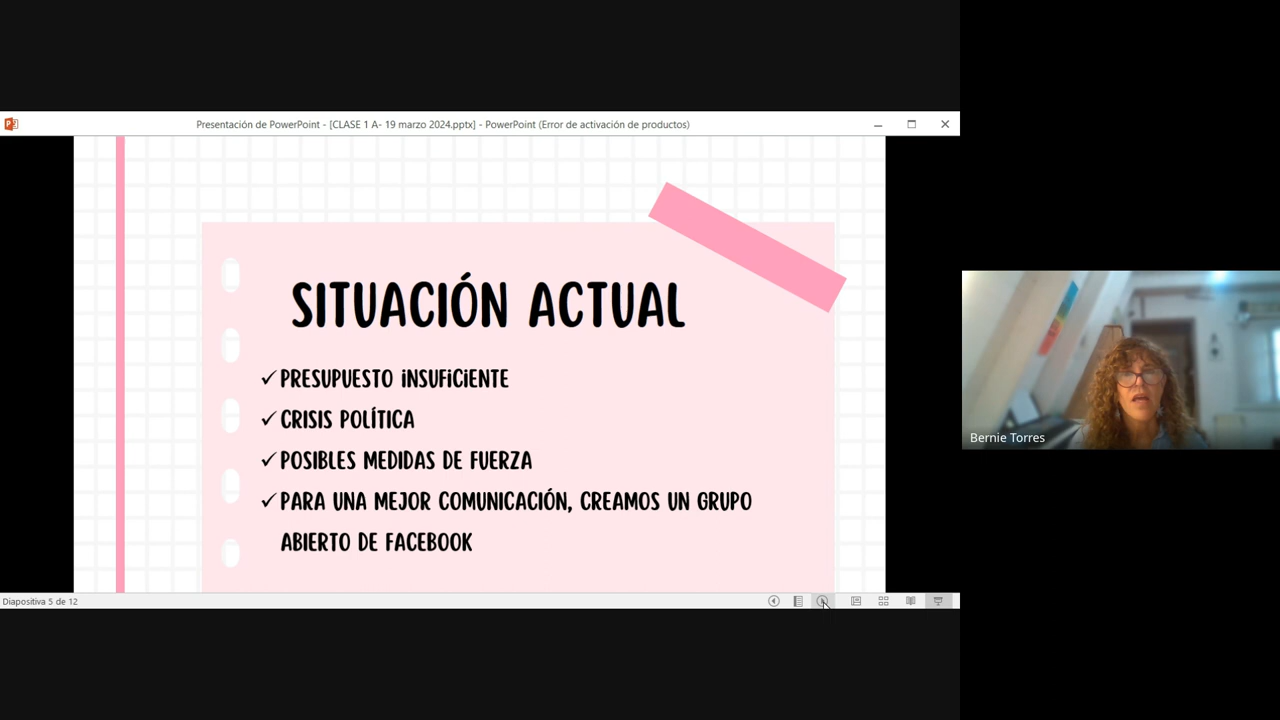 Presentación de PowerPoint - [CLASE 1 A- 19 marzo 2024.pptx] - PowerPoint (Error de activación de productos)
SITUACIÓN ACTUAL
✓ PRESUPUESTO INSUFICIENTE
✓ CRISIS POLÍTICA
✓ POSIBLES MEDIDAS DE FUERZA
✓ PARA UNA MEJOR COMUNICACIÓN, CREAMOS UN GRUPO
ABIERTO DE FACEBOOK
Bernie Torres
Diapositiva 5 de 12